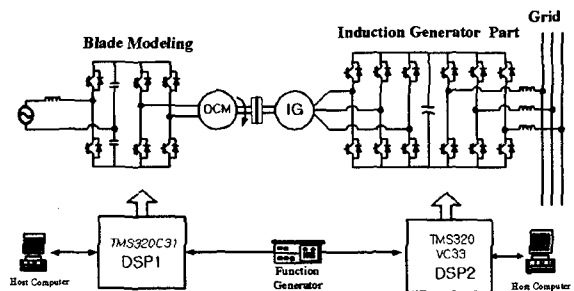 Grid
Induction Generator Part
Blade Modeling
DCM
IG
TMS320C31
DSP1
TMS320
VC33
DSP2
Function
Generator
Host Computer
Host Computer